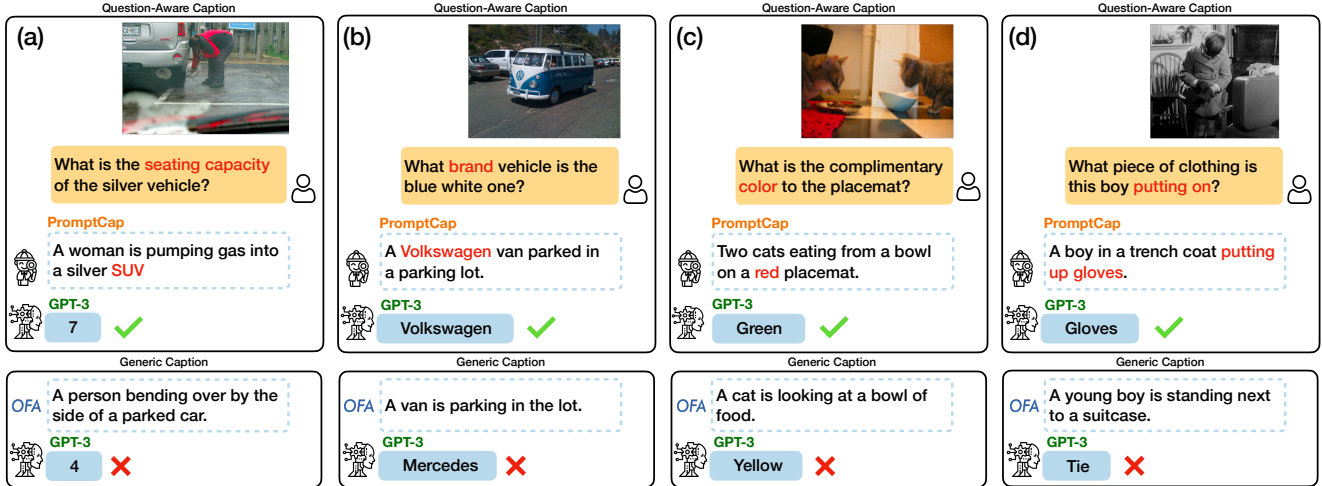 Question-Aware Caption
(a)
What is the seating capacity
of the silver vehicle?
PromptCap
A woman is pumping gas into
a silver SUV
GPT-3
7
Generic Caption
OFA
A person bending over by the
side of a parked car.
GPT-3
4
Question-Aware Caption
(b)
What brand vehicle is the
blue white one?
PromptCap
A Volkswagen van parked in
a parking lot.
GPT-3
Volkswagen
Generic Caption
OFA
A van is parking in the lot.
GPT-3
Mercedes
Question-Aware Caption
(c)
What is the complimentary
color to the placemat?
PromptCap
Two cats eating from a bowl
on a red placemat.
GPT-3
Green
Generic Caption
OFA
A cat is looking at a bowl of
food.
GPT-3
Yellow
Question-Aware Caption
(d)
What piece of clothing is
this boy putting on?
PromptCap
A boy in a trench coat putting
up gloves.
GPT-3
Gloves
Generic Caption
OFA
A young boy is standing next
to a suitcase.
GPT-3
Tie